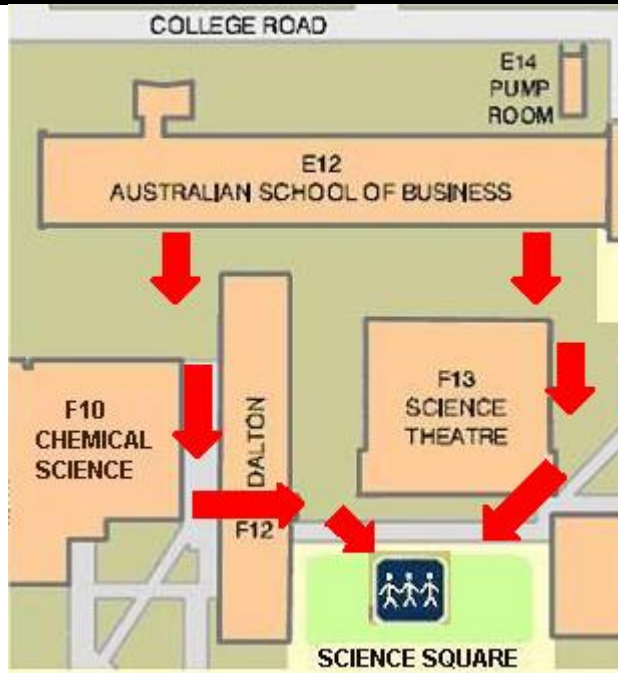 COLLEGE ROAD
E14
PUMP
ROOM
E12
AUSTRALIAN SCHOOL OF BUSINESS
F10
CHEMICAL
SCIENCE
DALTON
F12
F13
SCIENCE
THEATRE
SCIENCE SQUARE